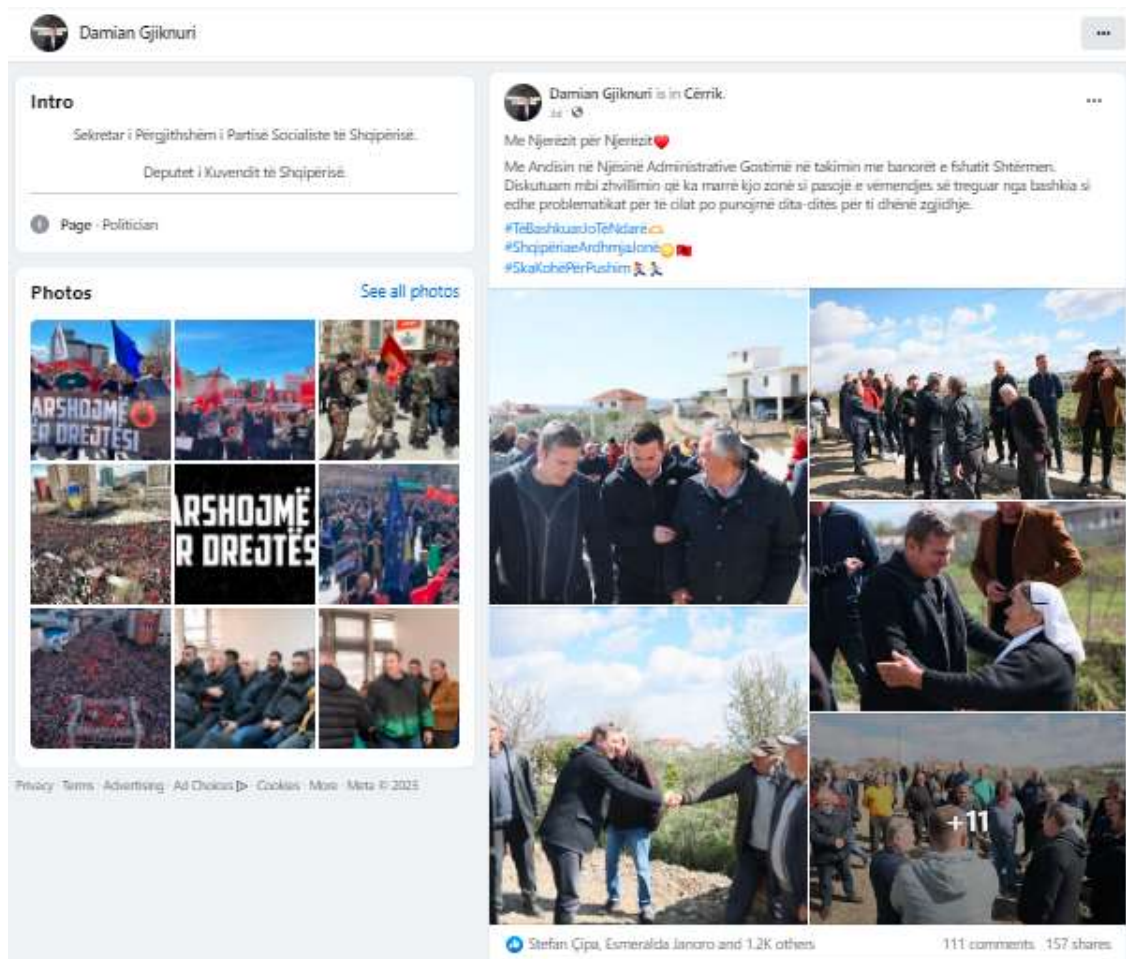 Damian Gjiknuri
Intro
Sekretar i Përgjithshëm i Partisë Socialiste të Shqipërisë.
Deputet i Kuvendit të Shqipërisë.
Page · Politician
Photos
See all photos
ARSHOJMË
ËR DREJTËSI
ARSHOJMË
R DREJTËS
Privacy · Terms · Advertising · Ad Choices · Cookies · More · Meta © 2023
Damian Gjiknuri is in Cërrik.
Me Njerëzit për Njerëzit❤️
Me Andisin në Njësinë Administrative Gostimë në takimin me banorët e fshatit Shtërmen.
Diskutuam mbi zhvillimin që ka marrë kjo zonë si pasojë e vëmendjes së treguar nga bashkia si
edhe problematikat për të cilat po punojmë dita-ditës për ti dhënë zgjidhje.
#TëBashkuarJoTëNdarë
#ShqipëriaeArdhmjaJonë
#SkaKohëPërPushim
+11
Stefan Çipa, Esmeralda Janoro and 1.2K others
111 comments 157 shares